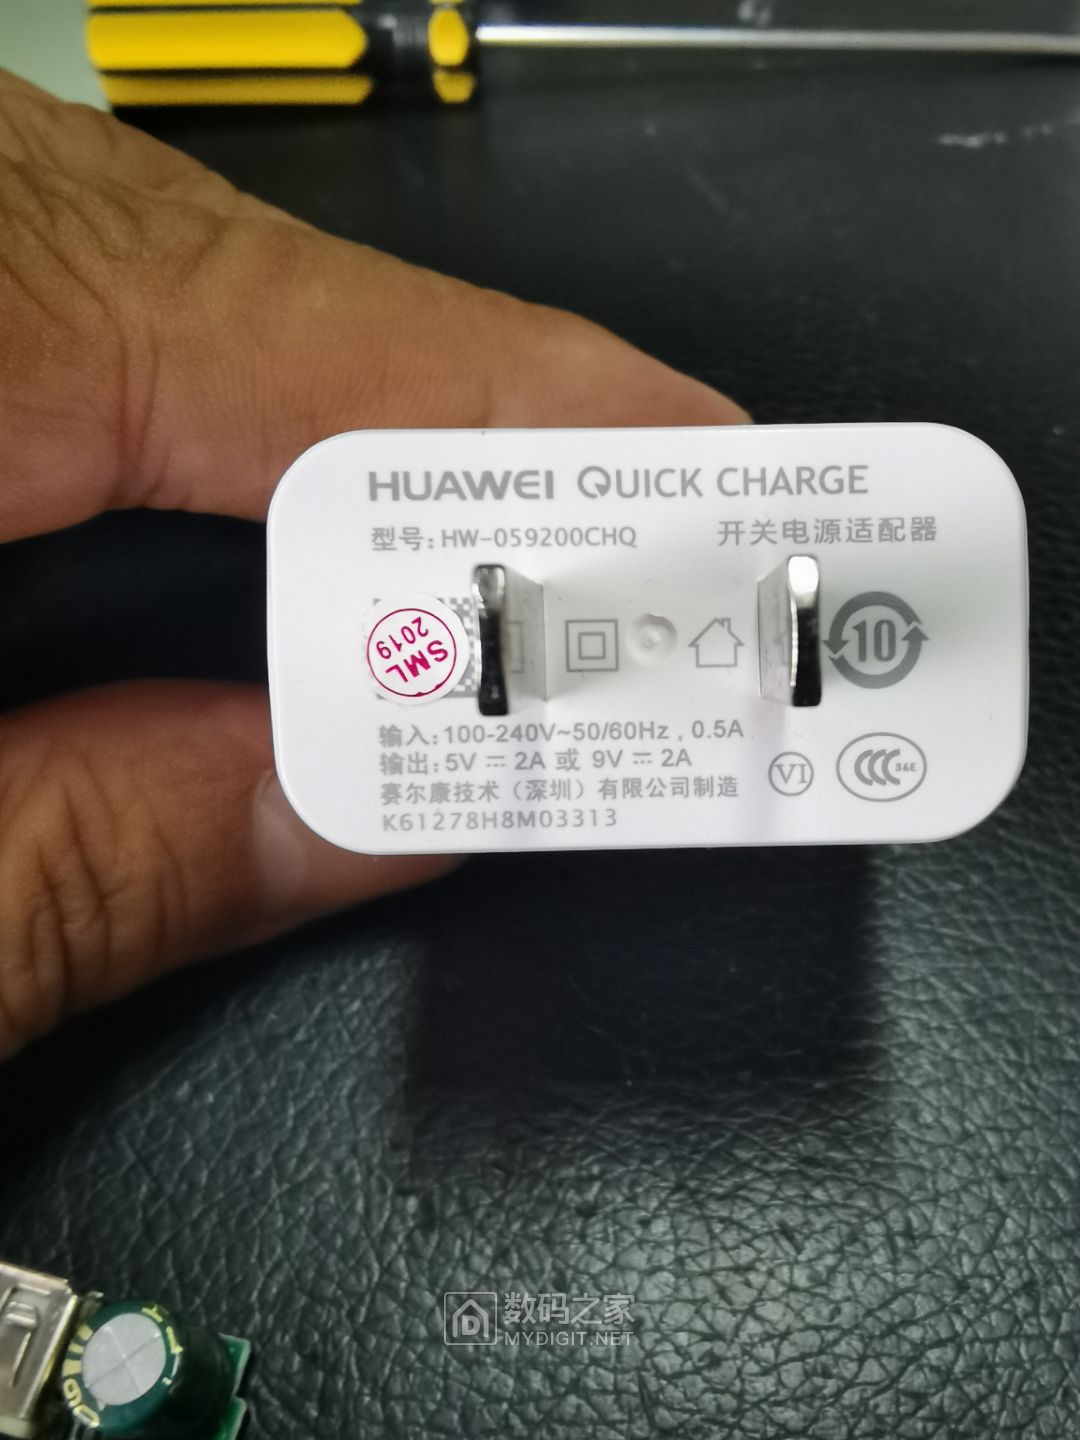 HUAWEI QUICK CHARGE
型号: HW-059200CHQ 开关电源适配器
SML
2019
10
输入: 100-240V~50/60Hz , 0.5A
输出: 5V ⎓ 2A 或 9V ⎓ 2A
VI
CCC S&E
赛尔康技术（深圳）有限公司制造
K61278H8M03313
数码之家
MYDIGIT.NET